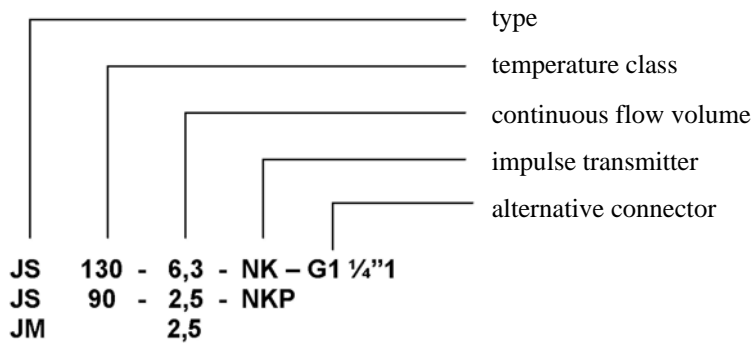 type
temperature class
continuous flow volume
impulse transmitter
alternative connector
JS 130 - 6,3 - NK – G1 ¼”1
JS 90 - 2,5 - NKP
JM 2,5